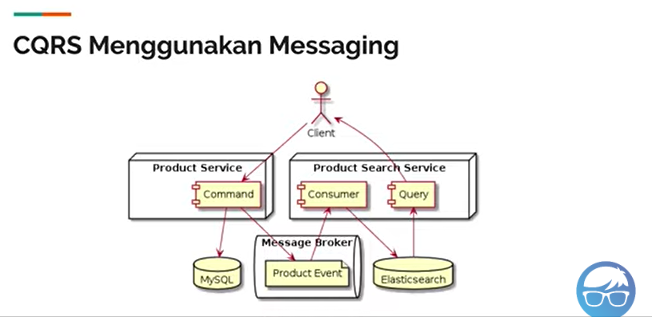 CQRS Menggunakan Messaging
Client
Product Service
Product Search Service
Command
Consumer
Query
Message Broker
Product Event
MySQL
Elasticsearch